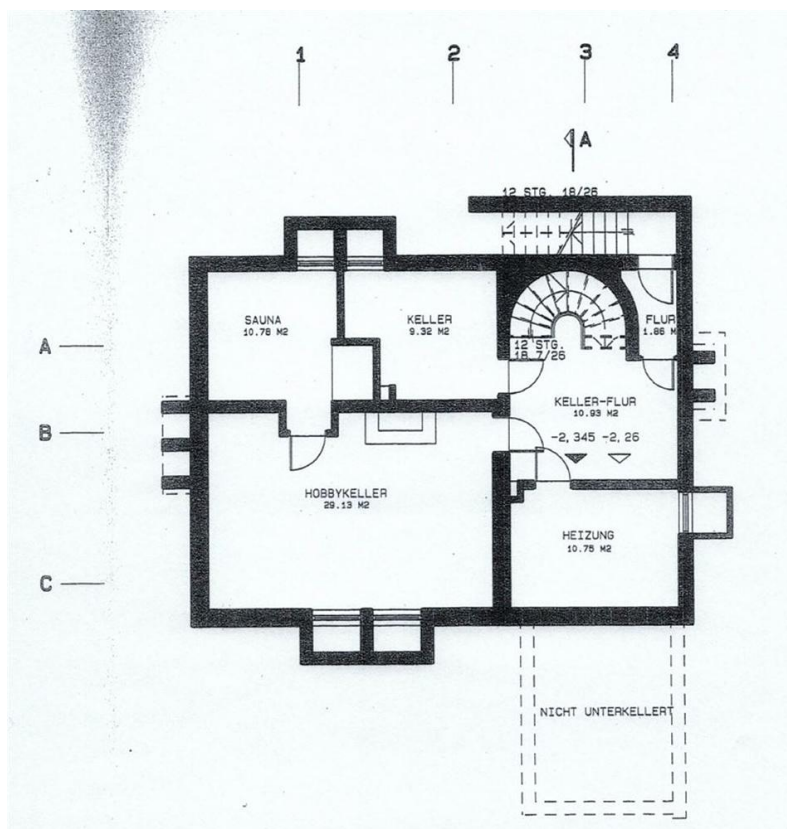 1 2 3 4
A
12 STG. 18/26
SAUNA
10.78 M2
KELLER
9.32 M2
FLUR
1.86 M
A
12 STG.
18.7/26
KELLER-FLUR
10.93 M2
B
-2,345 -2,26
HOBBYKELLER
29.13 M2
HEIZUNG
10.75 M2
C
NICHT UNTERKELLERT